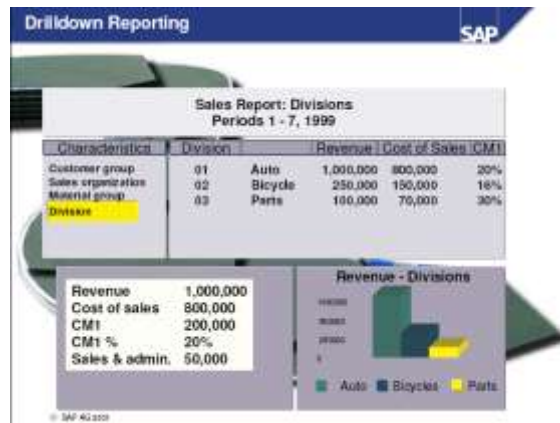 Drilldown Reporting
SAP
Sales Report: Divisions
Periods 1 - 7, 1999
Characteristics Division Revenue Cost of Sales CM1
Customer group 01 Auto 1,000,000 800,000 20%
Sales organization 02 Bicycle 250,000 150,000 16%
Material group 03 Parts 100,000 70,000 30%
Division
Revenue 1,000,000
Cost of sales 800,000
CM1 200,000
CM1 % 20%
Sales & admin. 50,000
Revenue - Divisions
0
Auto Bicycles Parts
© SAP AG